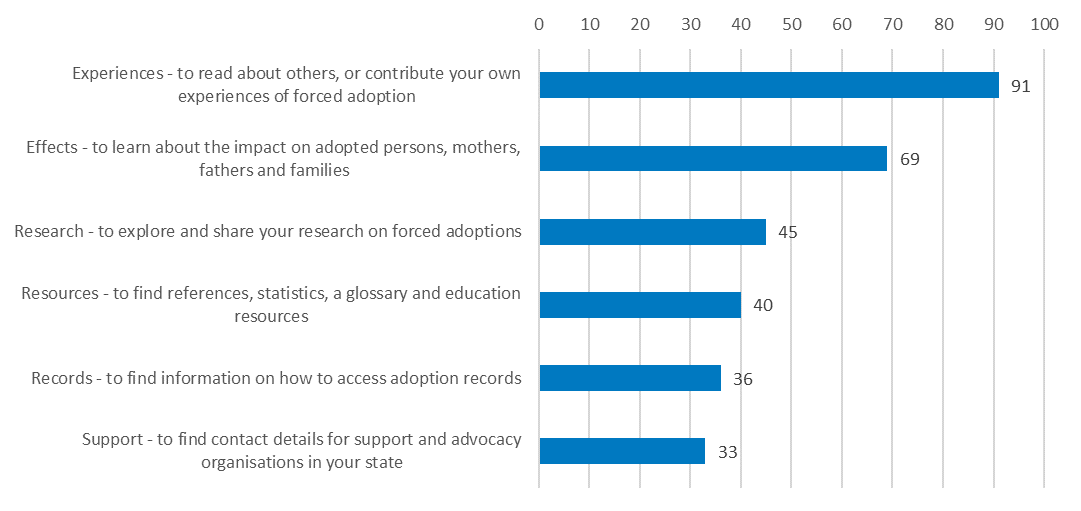 0 10 20 30 40 50 60 70 80 90 100
Experiences - to read about others, or contribute your own
experiences of forced adoption
91
Effects - to learn about the impact on adopted persons, mothers,
fathers and families
69
Research - to explore and share your research on forced adoptions
45
Resources - to find references, statistics, a glossary and education
resources
40
Records - to find information on how to access adoption records
36
Support - to find contact details for support and advocacy
organisations in your state
33